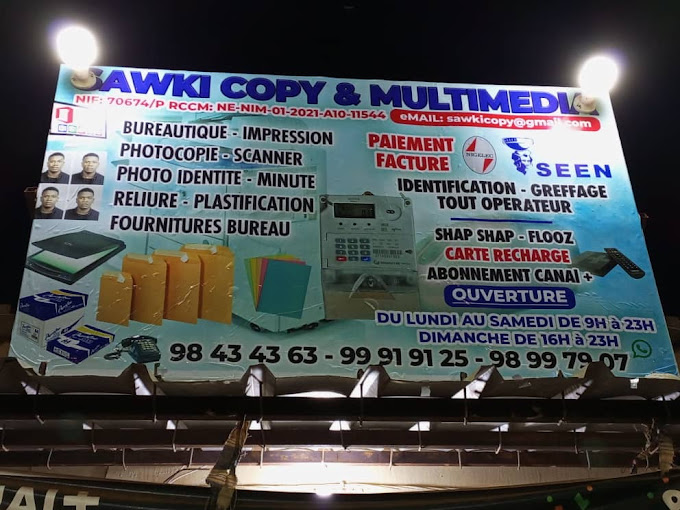 SAWKI COPY & MULTIMEDIA
NIF: 70674/P RCCM: NE-NIM-01-2021-A10-11544
eMAIL: sawkicopy@gmail.com
BUREAUTIQUE - IMPRESSION
PHOTOCOPIE - SCANNER
PHOTO IDENTITE - MINUTE
RELIURE - PLASTIFICATION
FOURNITURES BUREAU
PAIEMENT
FACTURE
NIGELEC
SEEN
IDENTIFICATION - GREFFAGE
TOUT OPERATEUR
SHAP SHAP - FLOOZ
CARTE RECHARGE
ABONNEMENT CANAL+
OUVERTURE
DU LUNDI AU SAMEDI DE 9H à 23H
DIMANCHE DE 16H à 23H
98 43 43 63 - 99 91 91 25 - 98 99 79 07